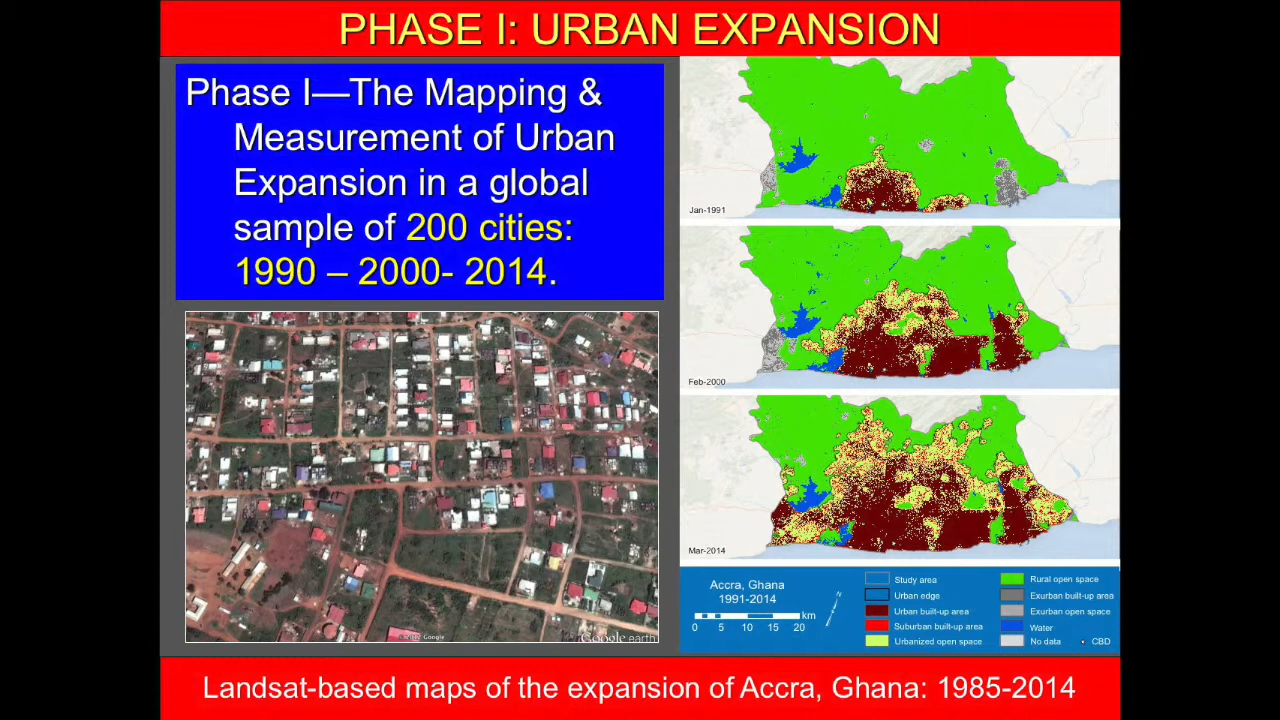 PHASE I: URBAN EXPANSION
Phase I—The Mapping &
Measurement of Urban
Expansion in a global
sample of 200 cities:
1990 – 2000- 2014.
Jan-1991
Feb-2000
Mar-2014
Google earth
Accra, Ghana
1991-2014
km
0 5 10 15 20
N
Study area
Urban edge
Urban built-up area
Suburban built-up area
Urbanized open space
Rural open space
Exurban built-up area
Exurban open space
Water
No data
CBD
Landsat-based maps of the expansion of Accra, Ghana: 1985-2014